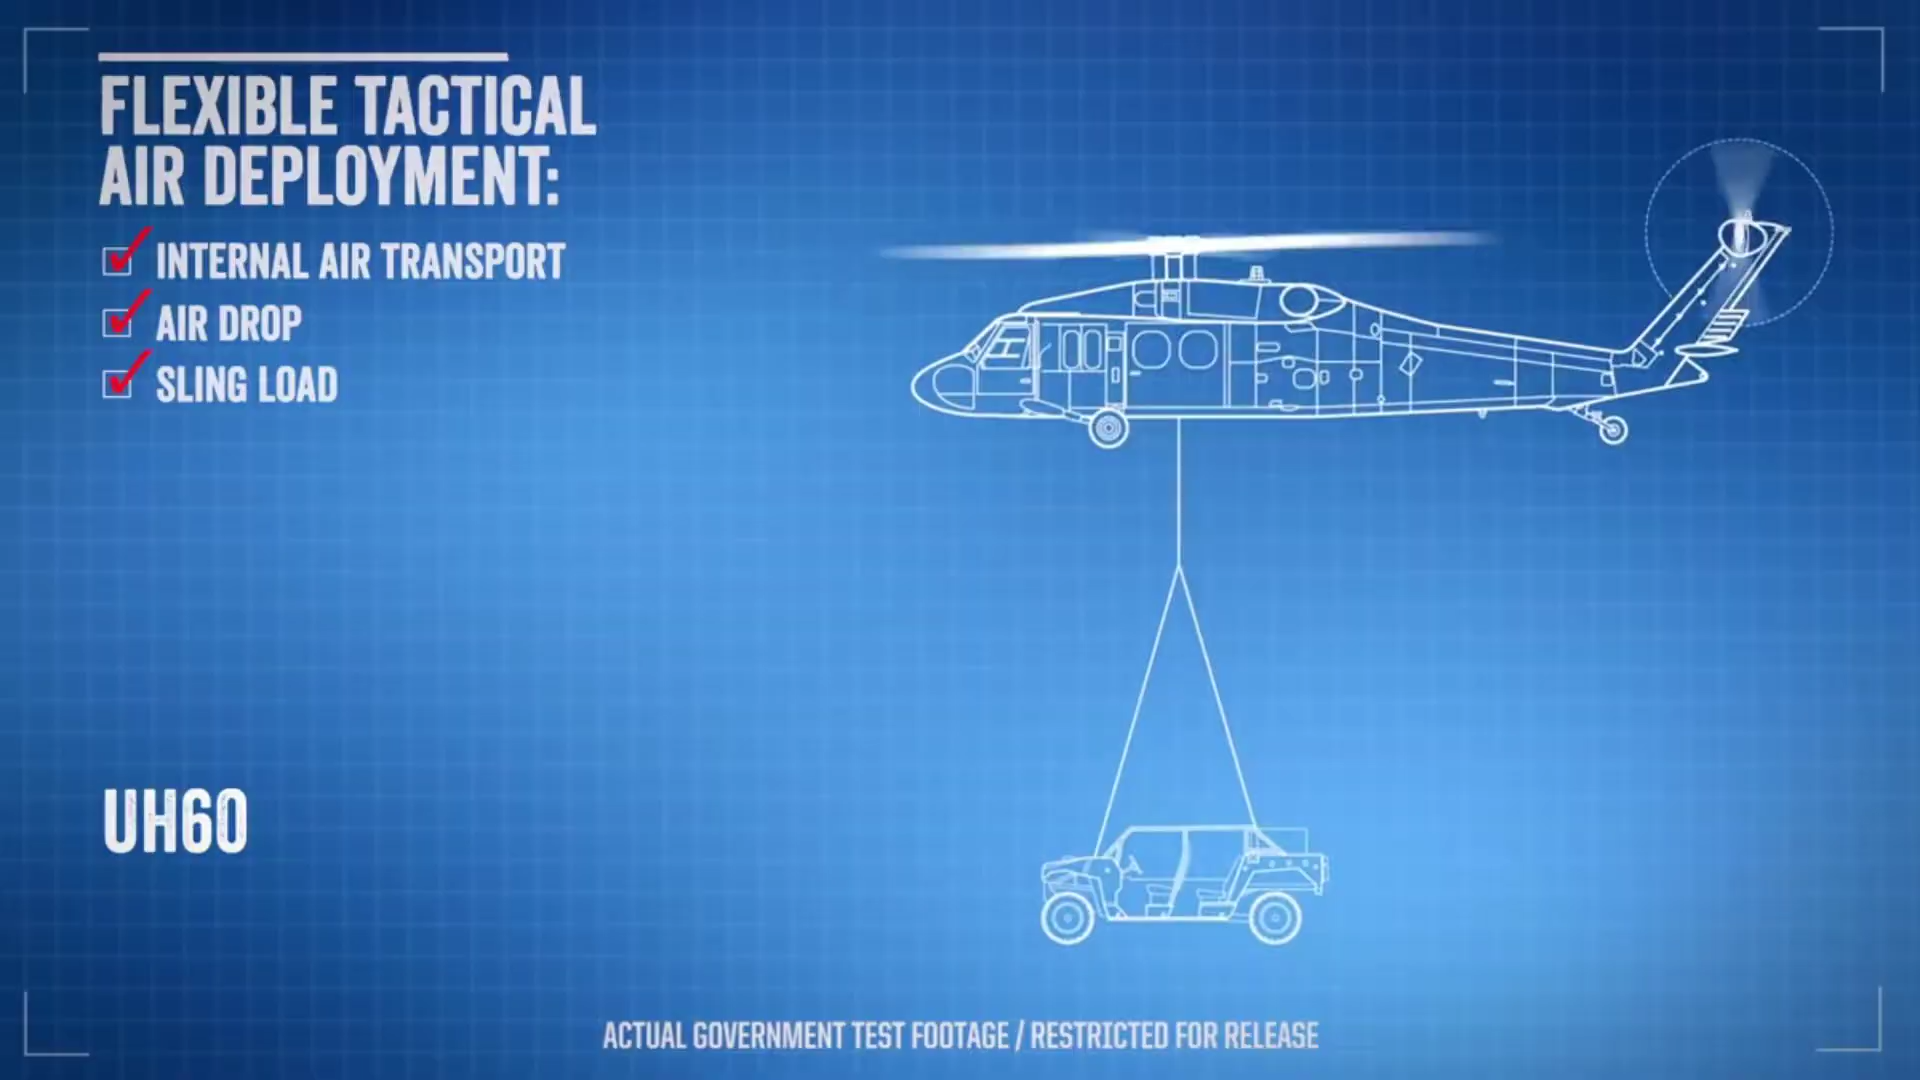 FLEXIBLE TACTICAL
AIR DEPLOYMENT:
INTERNAL AIR TRANSPORT
AIR DROP
SLING LOAD
UH60
ACTUAL GOVERNMENT TEST FOOTAGE / RESTRICTED FOR RELEASE